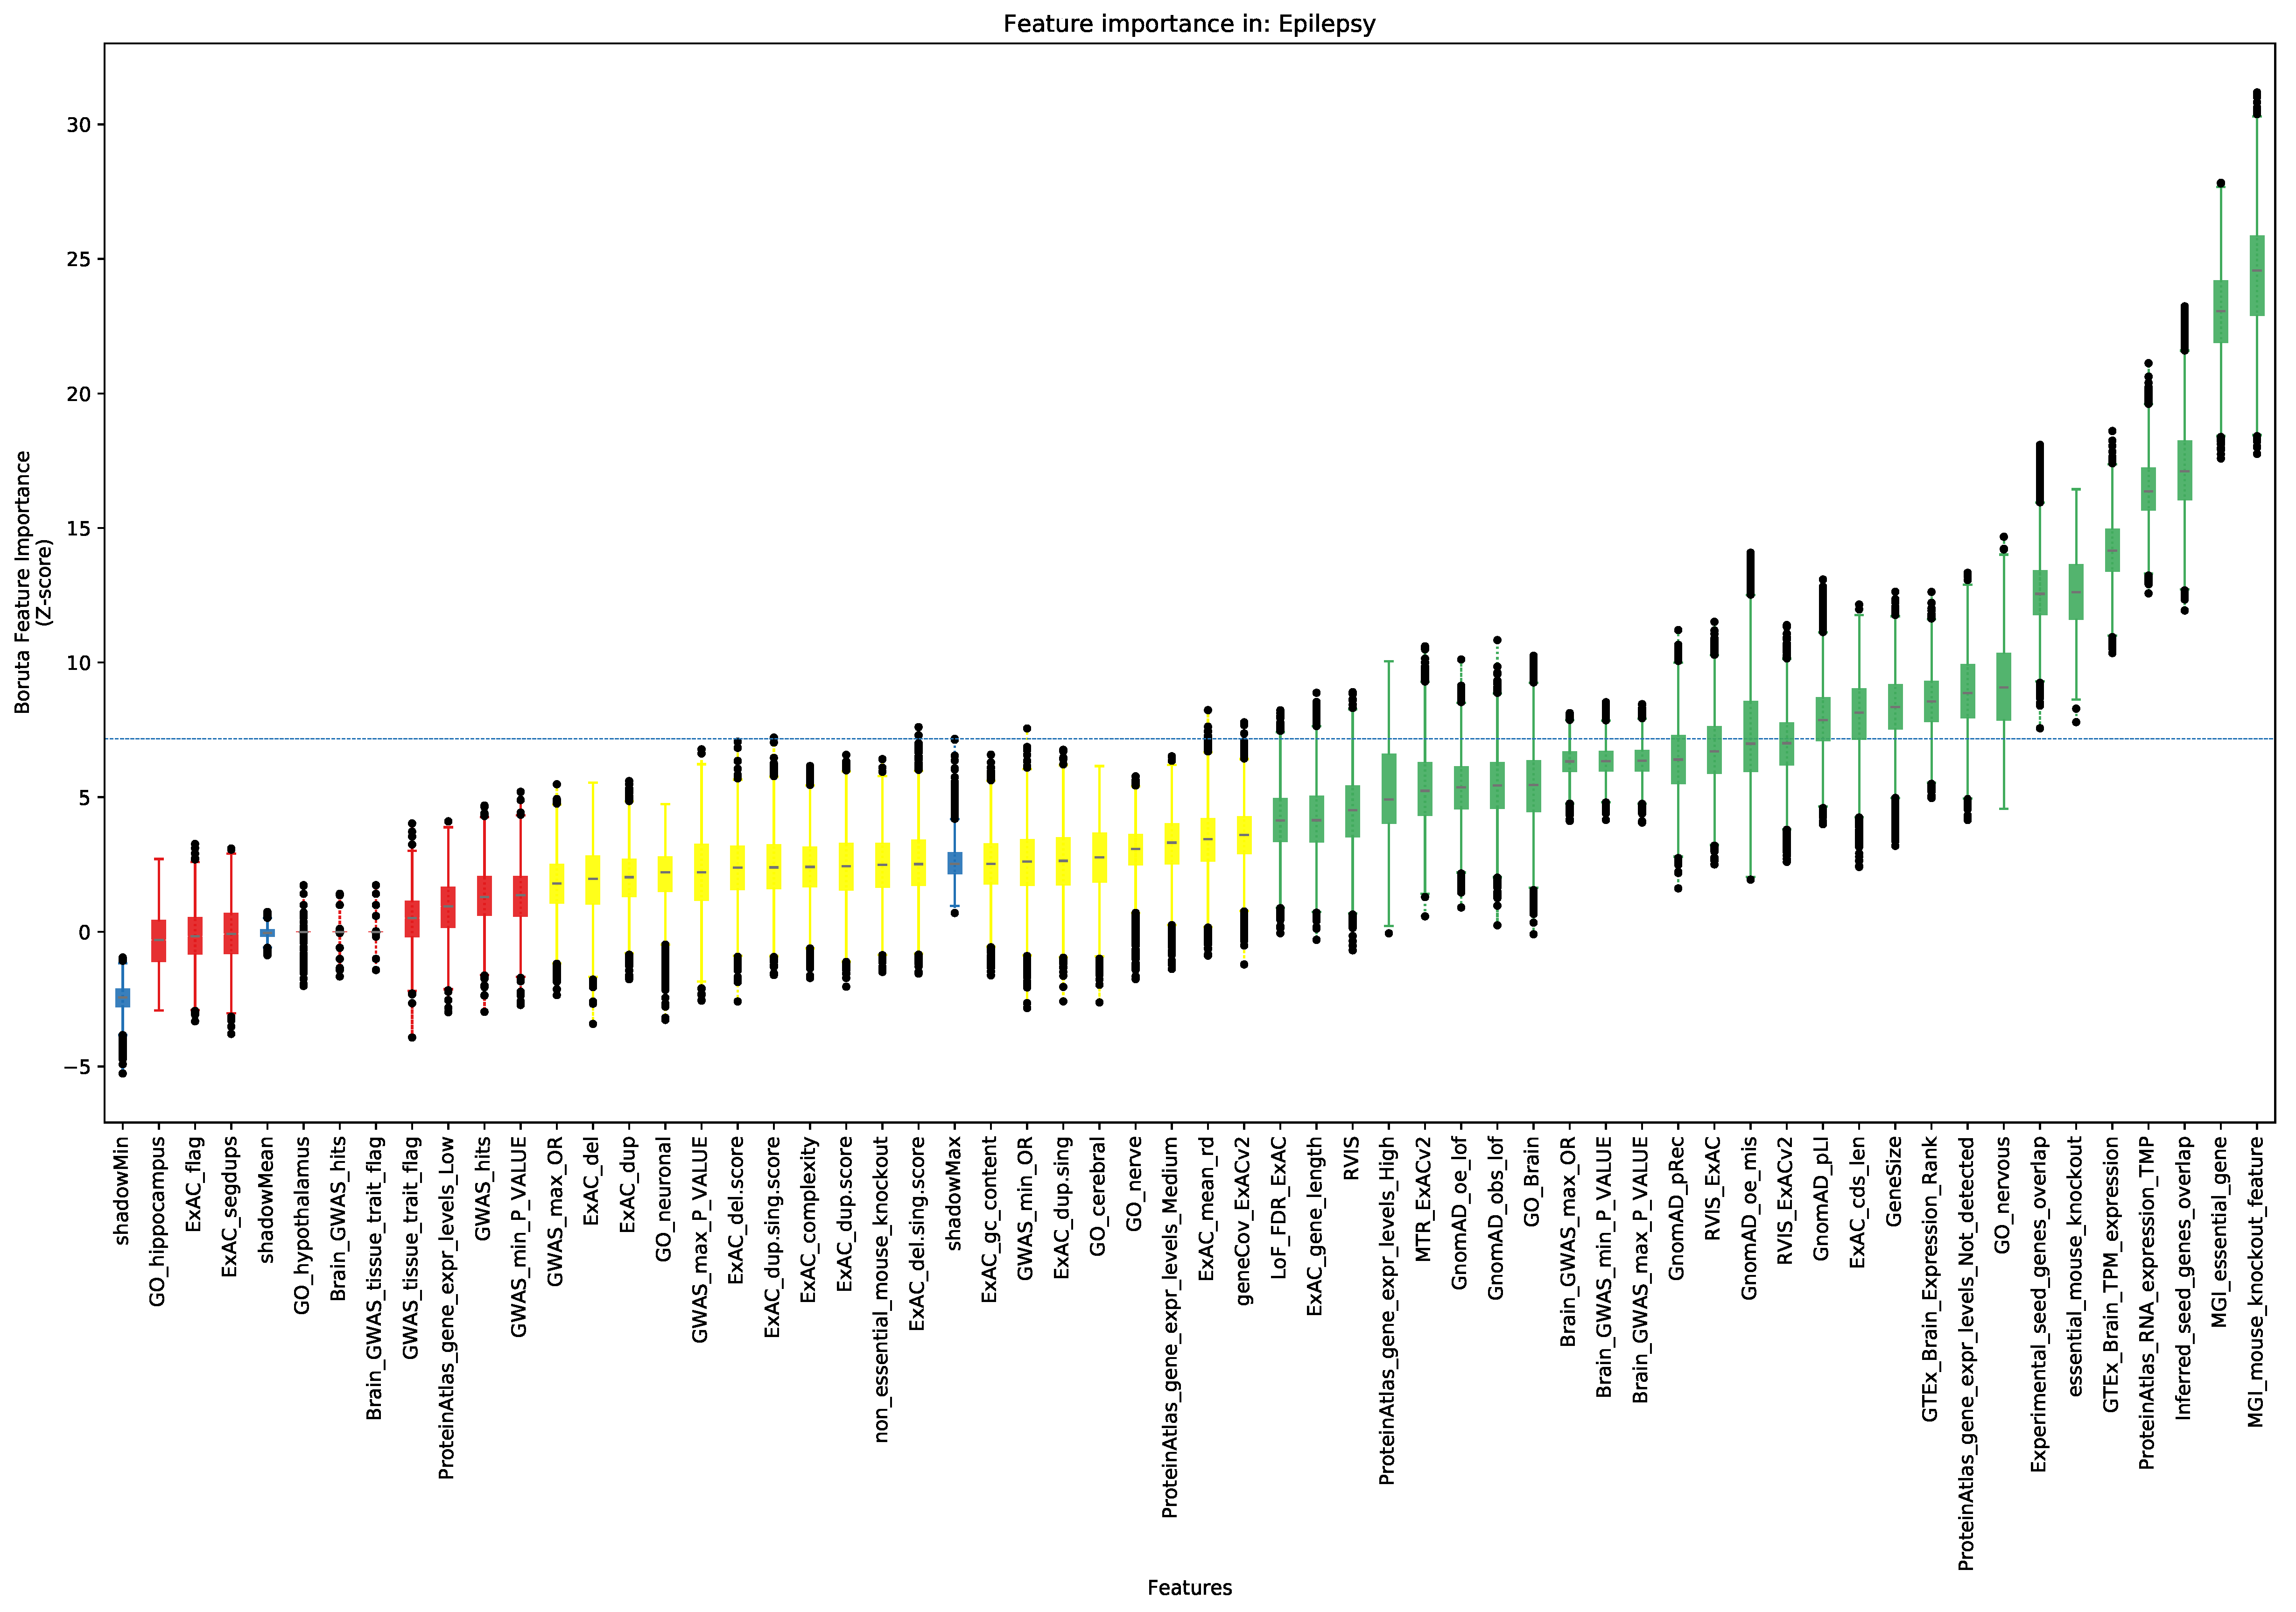 Feature importance in: Epilepsy
Boruta Feature Importance
(Z-score)
30
25
20
15
10
5
0
−5
shadowMin
GO_hippocampus
ExAC_flag
ExAC_segdups
shadowMean
GO_hypothalamus
Brain_GWAS_hits
Brain_GWAS_tissue_trait_flag
GWAS_tissue_trait_flag
ProteinAtlas_gene_expr_levels_Low
GWAS_hits
GWAS_min_P_VALUE
GWAS_max_OR
ExAC_del
ExAC_dup
GO_neuronal
GWAS_max_P_VALUE
ExAC_del.score
ExAC_dup.sing.score
ExAC_complexity
ExAC_dup.score
non_essential_mouse_knockout
ExAC_del.sing.score
shadowMax
ExAC_gc_content
GWAS_min_OR
ExAC_dup.sing
GO_cerebral
GO_nerve
ProteinAtlas_gene_expr_levels_Medium
ExAC_mean_rd
geneCov_ExACv2
LoF_FDR_ExAC
ExAC_gene_length
RVIS
ProteinAtlas_gene_expr_levels_High
MTR_ExACv2
GnomAD_oe_lof
GnomAD_obs_lof
GO_Brain
Brain_GWAS_max_OR
Brain_GWAS_min_P_VALUE
Brain_GWAS_max_P_VALUE
GnomAD_pRec
RVIS_ExAC
GnomAD_oe_mis
RVIS_ExACv2
GnomAD_pLI
ExAC_cds_len
GeneSize
GTEx_Brain_Expression_Rank
ProteinAtlas_gene_expr_levels_Not_detected
GO_nervous
Experimental_seed_genes_overlap
essential_mouse_knockout
GTEx_Brain_TPM_expression
ProteinAtlas_RNA_expression_TMP
Inferred_seed_genes_overlap
MGI_essential_gene
MGI_mouse_knockout_feature
Features